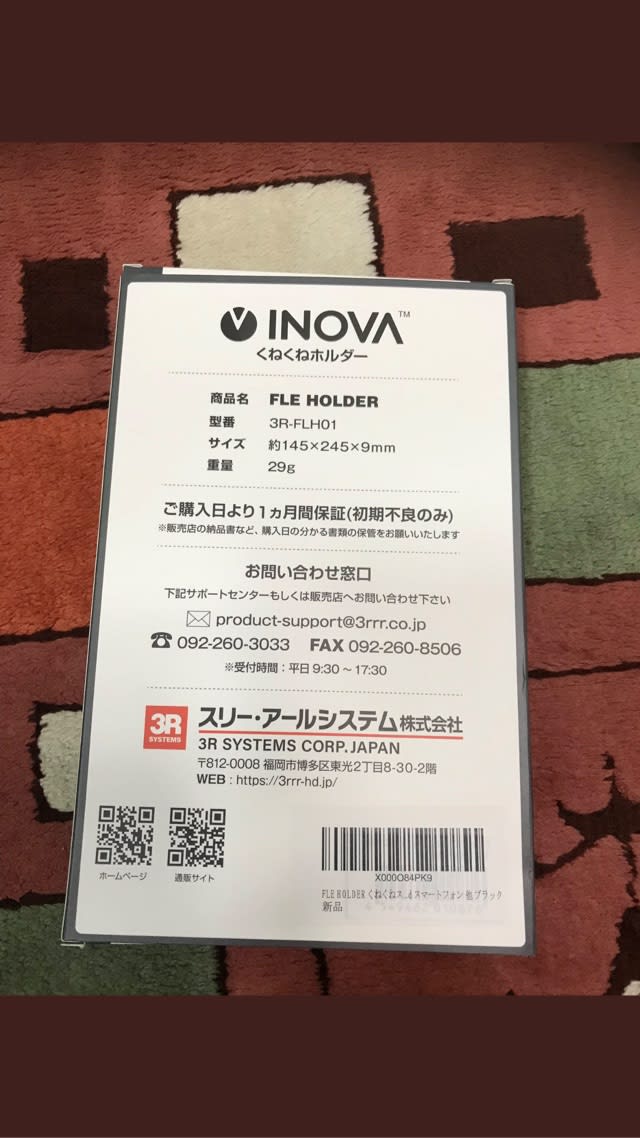 INOVA™
くねくねホルダー
商品名 FLE HOLDER
型番 3R-FLH01
サイズ 約145×245×9mm
重量 29g
ご購入日より1ヵ月間保証(初期不良のみ)
※販売店の納品書など、購入日の分かる書類の保管をお願いいたします
お問い合わせ窓口
下記サポートセンターもしくは販売店へお問い合わせ下さい
product-support@3rrr.co.jp
092-260-3033 FAX 092-260-8506
※受付時間：平日 9:30 ～ 17:30
3R SYSTEMS
スリー・アールシステム株式会社
3R SYSTEMS CORP.JAPAN
〒812-0008 福岡市博多区東光2丁目8-30-2階
WEB : https://3rrr-hd.jp/
ホームページ 通販サイト
X000O84PK9
FLE HOLDER くねくねス スマートフォン 他 ブラック
新品